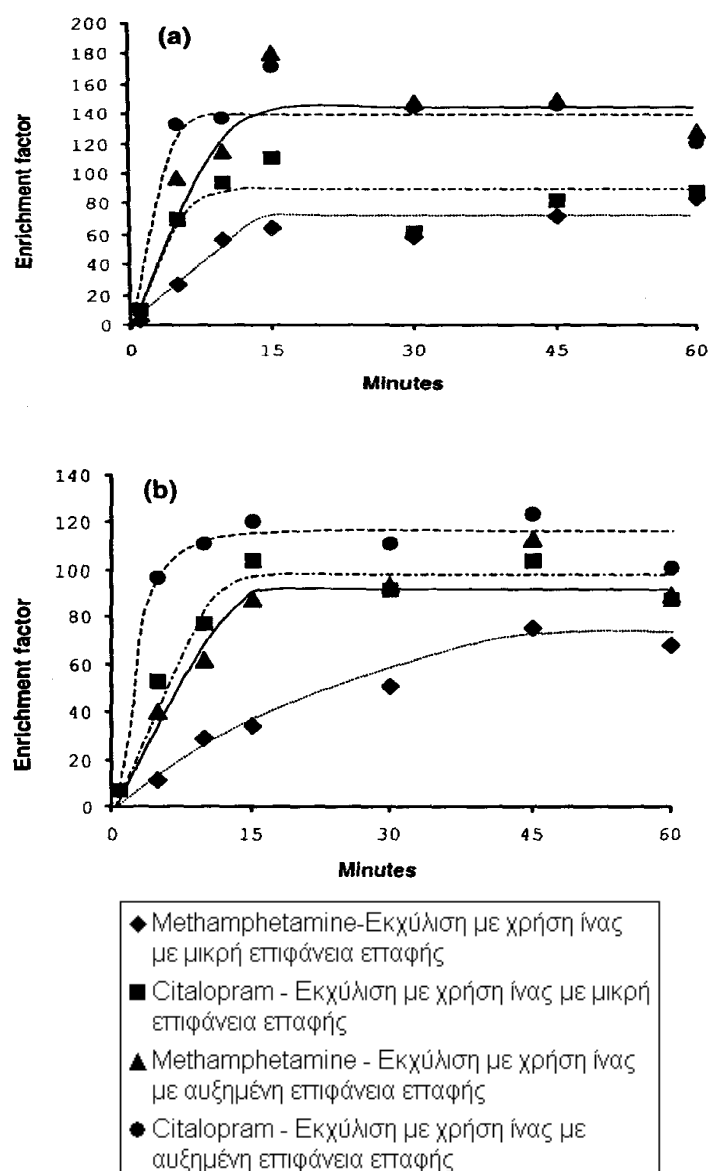 (a)
Enrichment factor
200
180
160
140
120
100
80
60
40
20
0
0 15 30 45 60
Minutes
(b)
Enrichment factor
140
120
100
80
60
40
20
0
0 15 30 45 60
Minutes
Methamphetamine-Εκχύλιση με χρήση ίνας
με μικρή επιφάνεια επαφής
Citalopram - Εκχύλιση με χρήση ίνας με μικρή
επιφάνεια επαφής
Methamphetamine - Εκχύλιση με χρήση ίνας
με αυξημένη επιφάνεια επαφής
Citalopram - Εκχύλιση με χρήση ίνας με
αυξημένη επιφάνεια επαφής